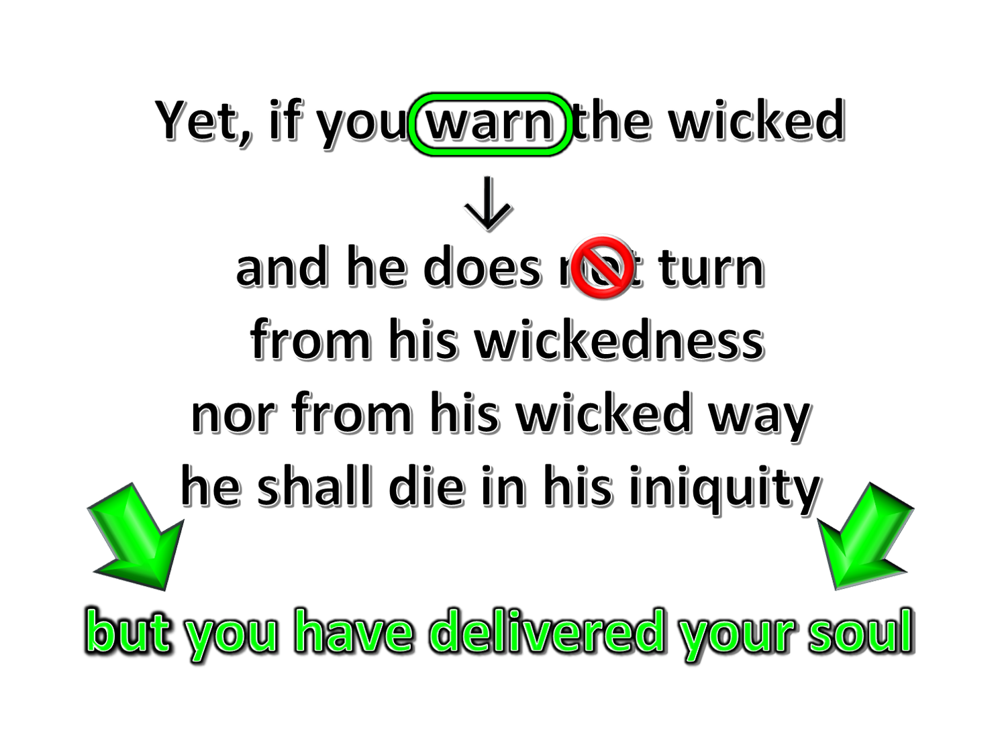 Yet, if you warn the wicked
and he does not turn
from his wickedness
nor from his wicked way
he shall die in his iniquity
but you have delivered your soul